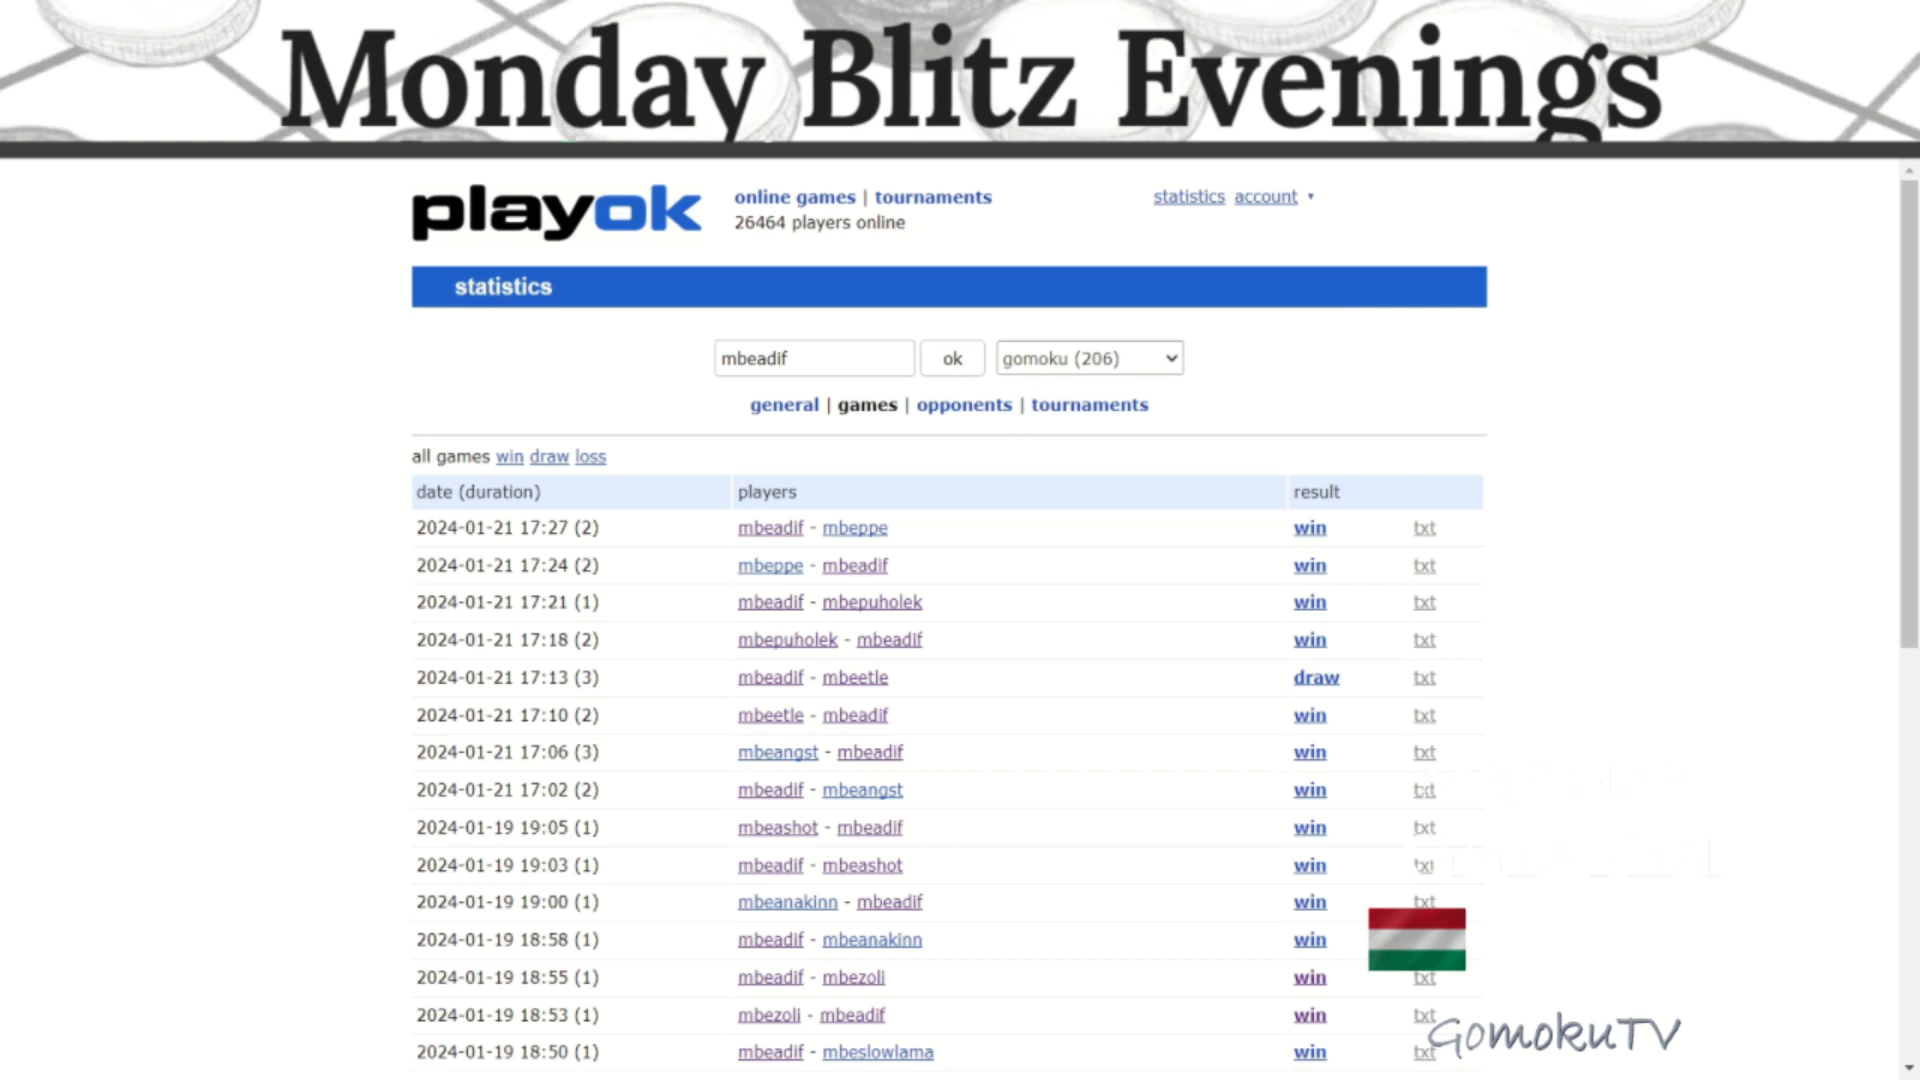 Monday Blitz Evenings
playok
online games | tournaments
26464 players online
statistics account
statistics
mbeadif ok gomoku (206)
general | games | opponents | tournaments
all games win draw loss
date (duration) players result
2024-01-21 17:27 (2) mbeadif - mbeppe win txt
2024-01-21 17:24 (2) mbeppe - mbeadif win txt
2024-01-21 17:21 (1) mbeadif - mbepuholek win txt
2024-01-21 17:18 (2) mbepuholek - mbeadif win txt
2024-01-21 17:13 (3) mbeadif - mbeetle draw txt
2024-01-21 17:10 (2) mbeetle - mbeadif win txt
2024-01-21 17:06 (3) mbeangst - mbeadif win txt
2024-01-21 17:02 (2) mbeadif - mbeangst win txt
2024-01-19 19:05 (1) mbeashot - mbeadif win txt
2024-01-19 19:03 (1) mbeadif - mbeashot win txt
2024-01-19 19:00 (1) mbeanakinn - mbeadif win txt
2024-01-19 18:58 (1) mbeadif - mbeanakinn win
2024-01-19 18:55 (1) mbeadif - mbezoli win txt
2024-01-19 18:53 (1) mbezoli - mbeadif win txt
2024-01-19 18:50 (1) mbeadif - mbeslowlama win txt
GomokuTV